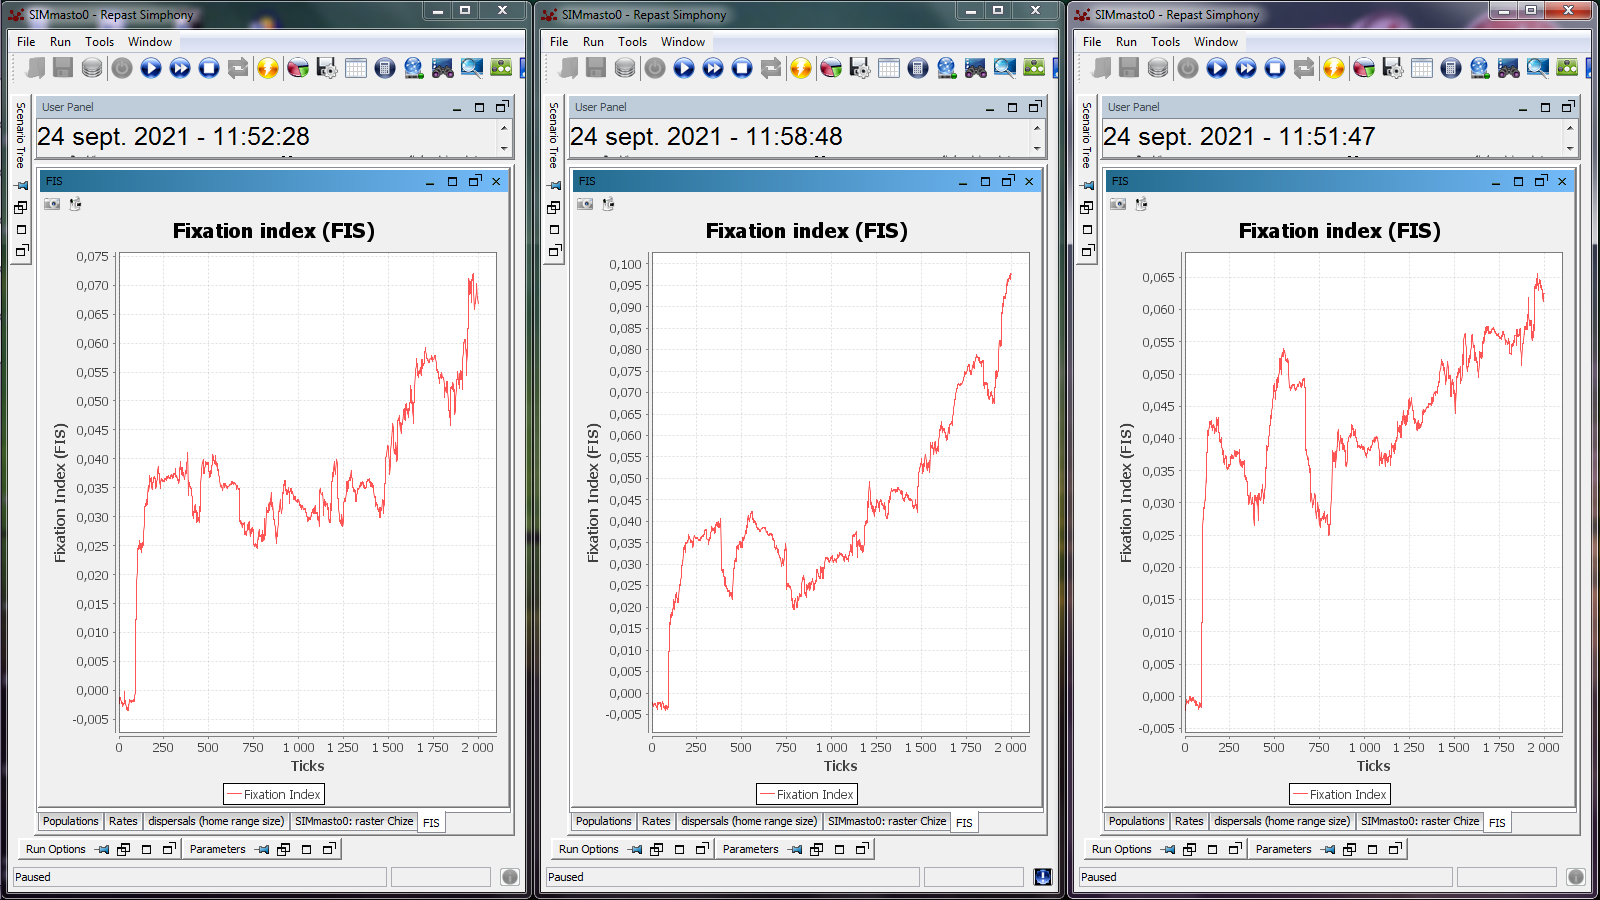 SIMmasto0 - Repast Simphony
File Run Tools Window
Scenario Tree
User Panel
24 sept. 2021 - 11:52:28
FIS
Fixation index (FIS)
Fixation Index (FIS)
0,075
0,070
0,065
0,060
0,055
0,050
0,045
0,040
0,035
0,030
0,025
0,020
0,015
0,010
0,005
0,000
-0,005
0 250 500 750 1 000 1 250 1 500 1 750 2 000
Ticks
Fixation Index
Populations Rates dispersals (home range size) SIMmasto0: raster Chize FIS
Run Options Parameters
Paused
SIMmasto0 - Repast Simphony
File Run Tools Window
Scenario Tree
User Panel
24 sept. 2021 - 11:58:48
FIS
Fixation index (FIS)
Fixation Index (FIS)
0,100
0,095
0,090
0,085
0,080
0,075
0,070
0,065
0,060
0,055
0,050
0,045
0,040
0,035
0,030
0,025
0,020
0,015
0,010
0,005
0,000
-0,005
0 250 500 750 1 000 1 250 1 500 1 750 2 000
Ticks
Fixation Index
Populations Rates dispersals (home range size) SIMmasto0: raster Chize FIS
Run Options Parameters
Paused
SIMmasto0 - Repast Simphony
File Run Tools Window
Scenario Tree
User Panel
24 sept. 2021 - 11:51:47
FIS
Fixation index (FIS)
Fixation Index (FIS)
0,065
0,060
0,055
0,050
0,045
0,040
0,035
0,030
0,025
0,020
0,015
0,010
0,005
0,000
-0,005
0 250 500 750 1 000 1 250 1 500 1 750 2 000
Ticks
Fixation Index
Populations Rates dispersals (home range size) SIMmasto0: raster Chize FIS
Run Options Parameters
Paused